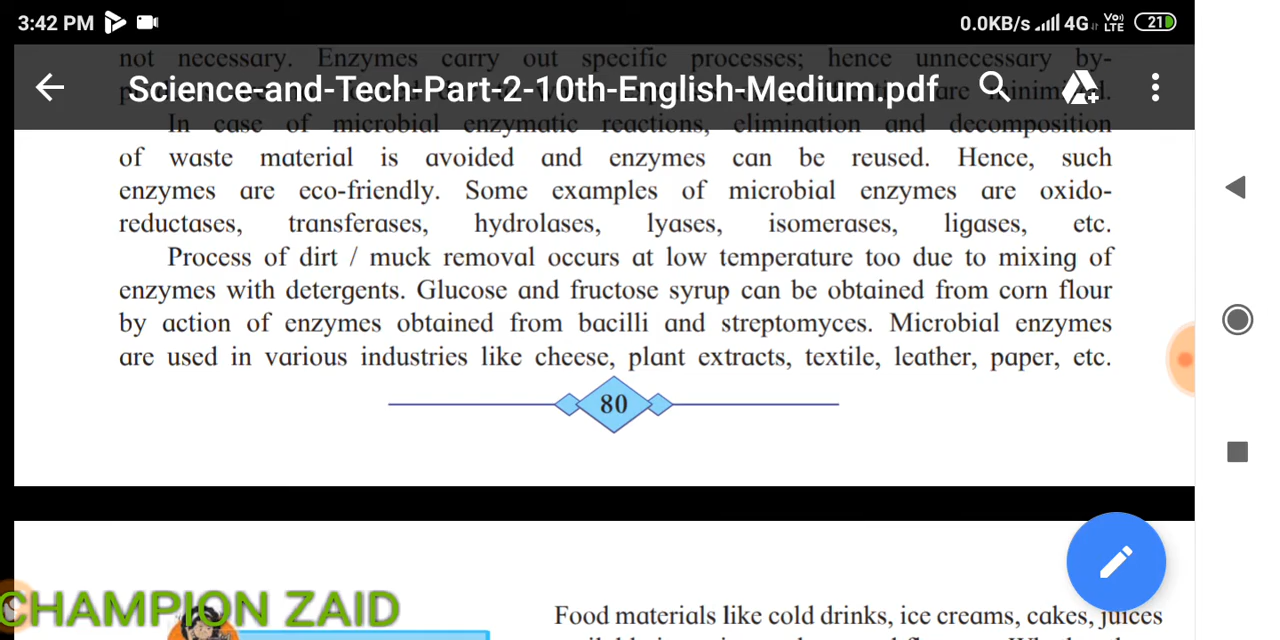 3:42 PM
0.0KB/s 4G Vo)) LTE 21
not necessary. Enzymes carry out specific processes; hence unnecessary by-
Science-and-Tech-Part-2-10th-English-Medium.pdf
are minimized.
In case of microbial enzymatic reactions, elimination and decomposition
of waste material is avoided and enzymes can be reused. Hence, such
enzymes are eco-friendly. Some examples of microbial enzymes are oxido-
reductases, transferases, hydrolases, lyases, isomerases, ligases, etc.
Process of dirt / muck removal occurs at low temperature too due to mixing of
enzymes with detergents. Glucose and fructose syrup can be obtained from corn flour
by action of enzymes obtained from bacilli and streptomyces. Microbial enzymes
are used in various industries like cheese, plant extracts, textile, leather, paper, etc.
80
CHAMPION ZAID
Food materials like cold drinks, ice creams, cakes, juices